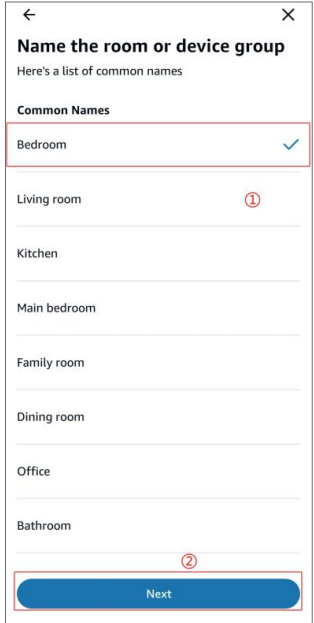 Name the room or device group
Here's a list of common names
Common Names
Bedroom
Living room
①
Kitchen
Main bedroom
Family room
Dining room
Office
Bathroom
②
Next